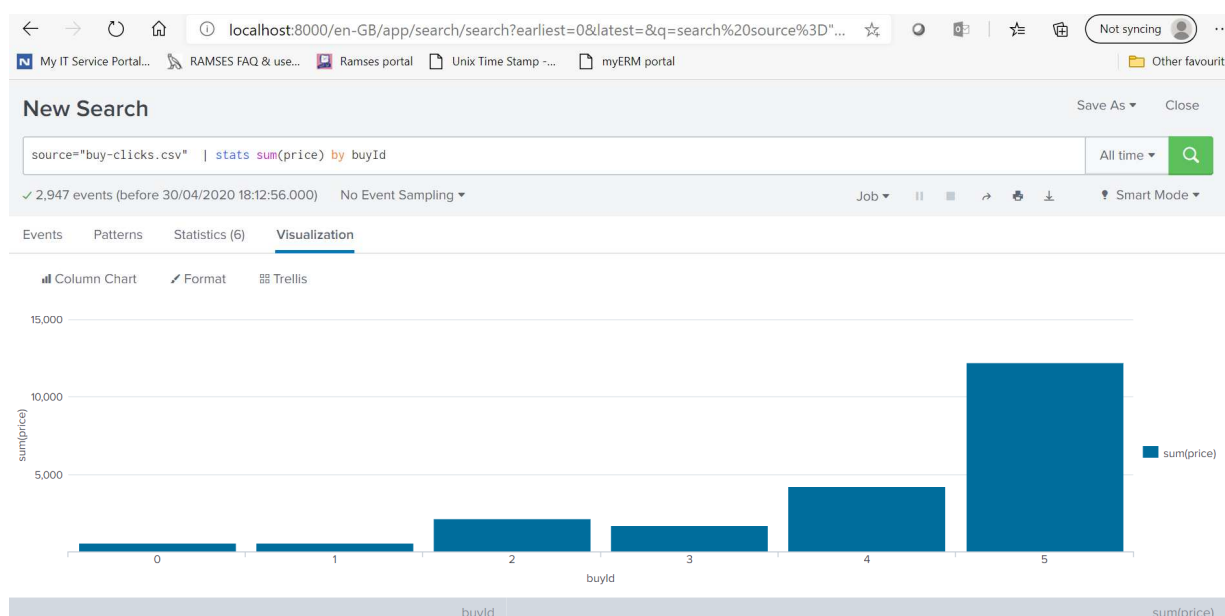 localhost:8000/en-GB/app/search/search?earliest=0&latest=&q=search%20source%3D"... Not syncing
My IT Service Portal... RAMSES FAQ & use... Ramses portal Unix Time Stamp -... myERM portal Other favourit
New Search Save As Close
source="buy-clicks.csv" | stats sum(price) by buyId All time
2,947 events (before 30/04/2020 18:12:56.000) No Event Sampling Job Smart Mode
Events Patterns Statistics (6) Visualization
Column Chart Format Trellis
15,000
10,000
5,000
sum(price)
sum(price)
0 1 2 3 4 5
buyId
buyId sum(price)